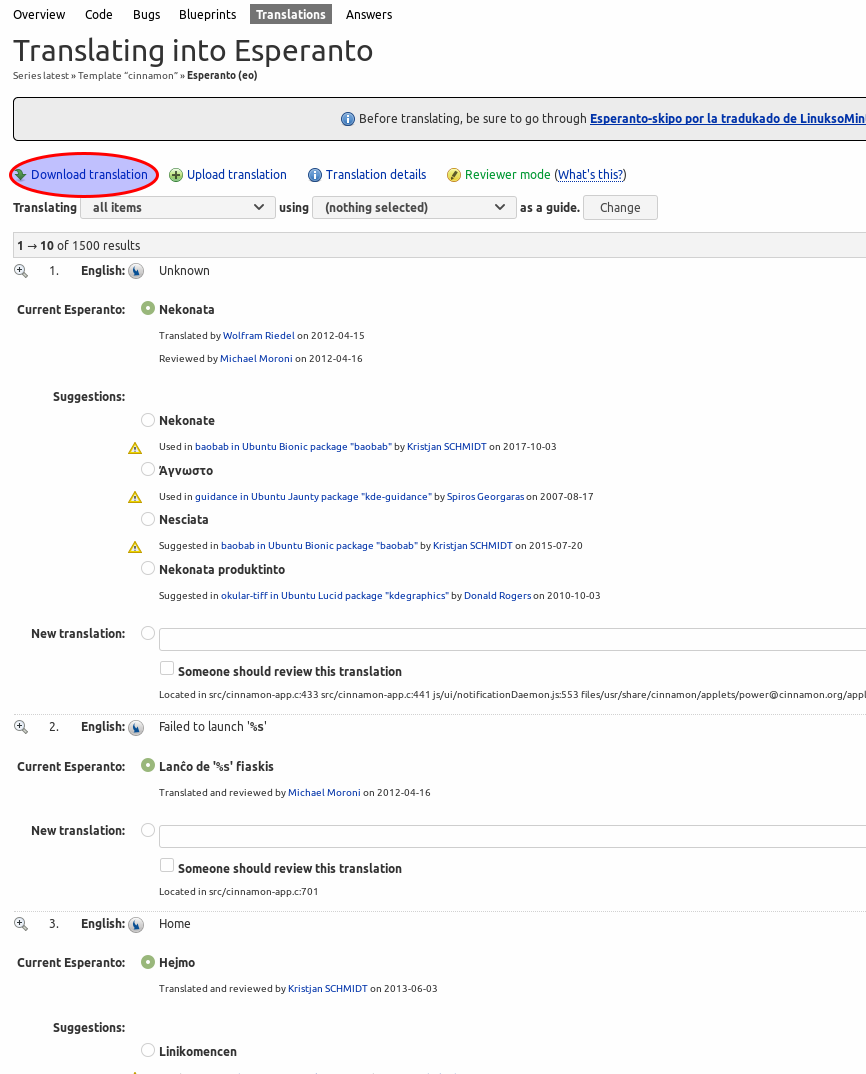 Overview Code Bugs Blueprints Translations Answers
Translating into Esperanto
Series latest » Template “cinnamon” » Esperanto (eo)
Before translating, be sure to go through Esperanto-skipo por la tradukado de LinuksoMin
Download translation Upload translation Translation details Reviewer mode (What's this?)
Translating all items using (nothing selected) as a guide. Change
1 → 10 of 1500 results
1. English: Unknown
Current Esperanto: Nekonata
Translated by Wolfram Riedel on 2012-04-15
Reviewed by Michael Moroni on 2012-04-16
Suggestions:
Nekonate
Used in baobab in Ubuntu Bionic package "baobab" by Kristjan SCHMIDT on 2017-10-03
Άγνωστο
Used in guidance in Ubuntu Jaunty package "kde-guidance" by Spiros Georgaras on 2007-08-17
Nesciata
Suggested in baobab in Ubuntu Bionic package "baobab" by Kristjan SCHMIDT on 2015-07-20
Nekonata produktinto
Suggested in okular-tiff in Ubuntu Lucid package "kdegraphics" by Donald Rogers on 2010-10-03
New translation:
Someone should review this translation
Located in src/cinnamon-app.c:433 src/cinnamon-app.c:441 js/ui/notificationDaemon.js:553 files/usr/share/cinnamon/applets/power@cinnamon.org/appl
2. English: Failed to launch '%s'
Current Esperanto: Lanĉo de '%s' fiaskis
Translated and reviewed by Michael Moroni on 2012-04-16
New translation:
Someone should review this translation
Located in src/cinnamon-app.c:701
3. English: Home
Current Esperanto: Hejmo
Translated and reviewed by Kristjan SCHMIDT on 2013-06-03
Suggestions:
Linikomencen